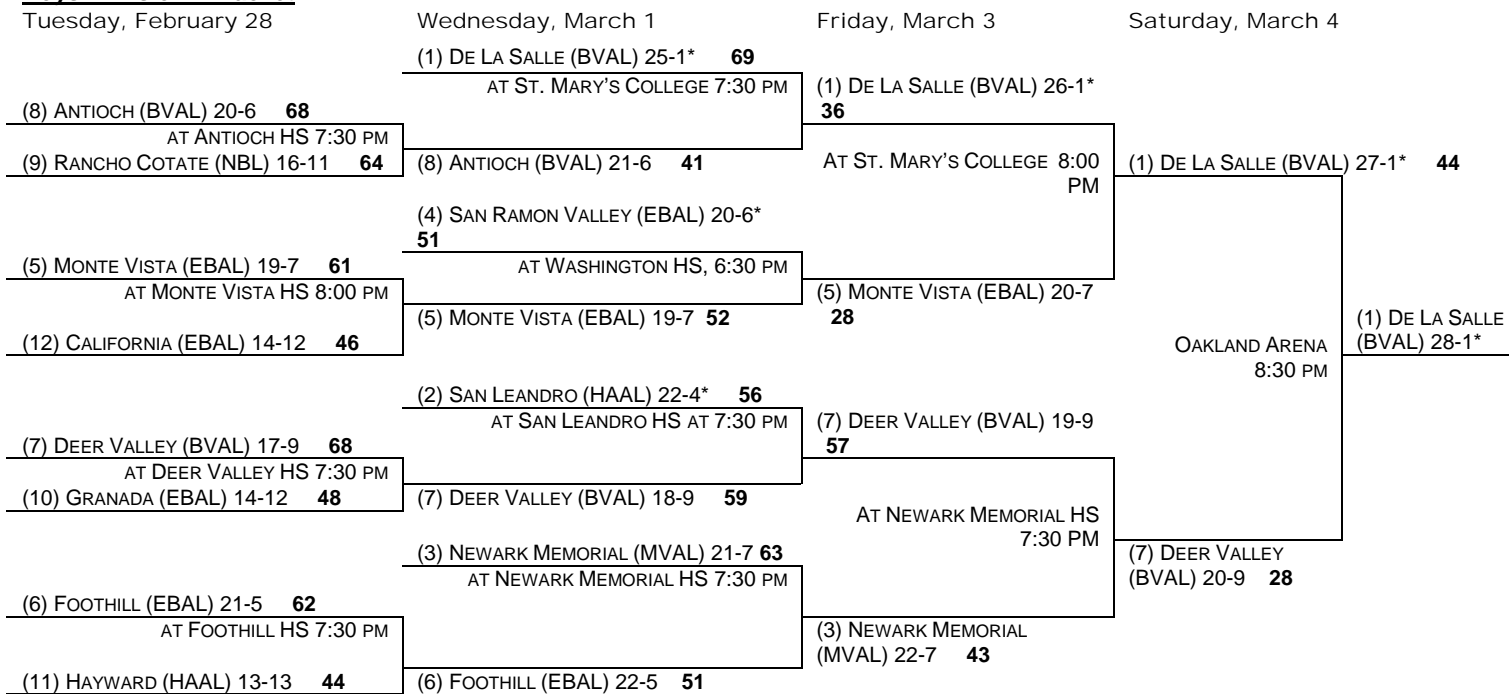 Tuesday, February 28
Wednesday, March 1
Friday, March 3
Saturday, March 4
(1) DE LA SALLE (BVAL) 25-1* 69
AT ST. MARY'S COLLEGE 7:30 PM
(1) DE LA SALLE (BVAL) 26-1*
36
(8) ANTIOCH (BVAL) 20-6 68
AT ANTIOCH HS 7:30 PM
(9) RANCHO COTATE (NBL) 16-11 64
(8) ANTIOCH (BVAL) 21-6 41
AT ST. MARY'S COLLEGE 8:00
PM
(1) DE LA SALLE (BVAL) 27-1* 44
(4) SAN RAMON VALLEY (EBAL) 20-6*
51
(5) MONTE VISTA (EBAL) 19-7 61
AT MONTE VISTA HS 8:00 PM
AT WASHINGTON HS, 6:30 PM
(5) MONTE VISTA (EBAL) 20-7
28
(12) CALIFORNIA (EBAL) 14-12 46
(5) MONTE VISTA (EBAL) 19-7 52
OAKLAND ARENA
8:30 PM
(1) DE LA SALLE
(BVAL) 28-1*
(2) SAN LEANDRO (HAAL) 22-4* 56
AT SAN LEANDRO HS AT 7:30 PM
(7) DEER VALLEY (BVAL) 19-9
57
(7) DEER VALLEY (BVAL) 17-9 68
AT DEER VALLEY HS 7:30 PM
(10) GRANADA (EBAL) 14-12 48
(7) DEER VALLEY (BVAL) 18-9 59
AT NEWARK MEMORIAL HS
7:30 PM
(3) NEWARK MEMORIAL (MVAL) 21-7 63
AT NEWARK MEMORIAL HS 7:30 PM
(7) DEER VALLEY
(BVAL) 20-9 28
(6) FOOTHILL (EBAL) 21-5 62
AT FOOTHILL HS 7:30 PM
(3) NEWARK MEMORIAL
(MVAL) 22-7 43
(11) HAYWARD (HAAL) 13-13 44
(6) FOOTHILL (EBAL) 22-5 51